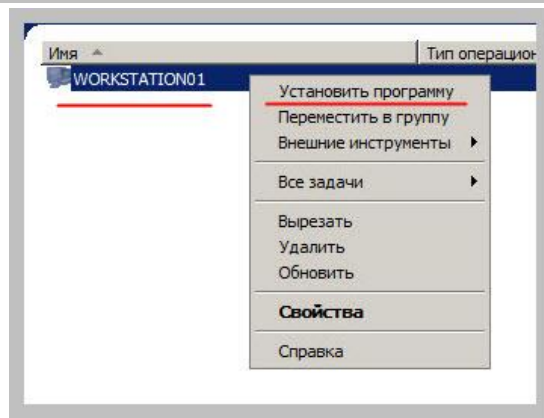 Имя Тип операцион
WORKSTATION01
Установить программу
Переместить в группу
Внешние инструменты
Все задачи
Вырезать
Удалить
Обновить
Свойства
Справка